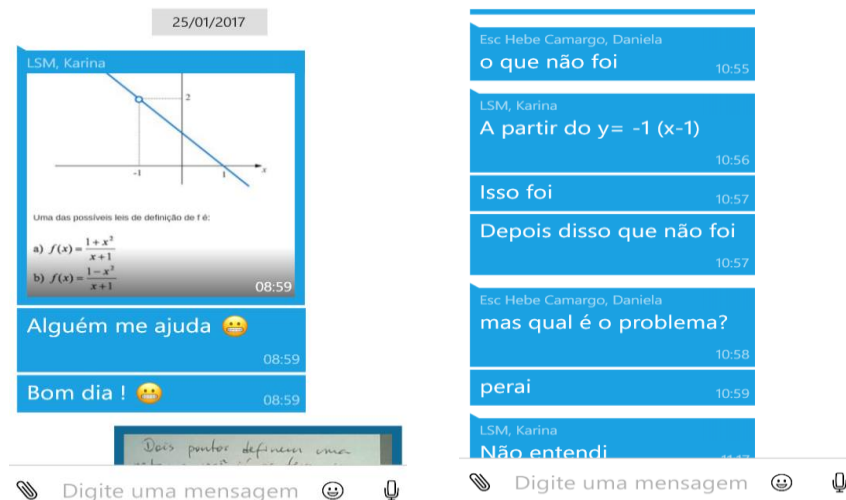 25/01/2017
LSM, Karina
2
-1
1
x
Uma das possíveis leis de definição de f é:
a) f(x) = 1 + x² / x + 1
b) f(x) = 1 − x² / x + 1
08:59
Alguém me ajuda 😬
08:59
Bom dia ! 😬
08:59
Dois pontos definem uma
Digite uma mensagem
Esc Hebe Camargo, Daniela
o que não foi
10:55
LSM, Karina
A partir do y= -1 (x-1)
10:56
Isso foi
10:57
Depois disso que não foi
10:57
Esc Hebe Camargo, Daniela
mas qual é o problema?
10:58
perai
10:59
LSM, Karina
Não entendi
Digite uma mensagem